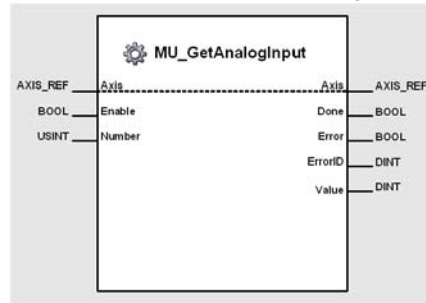 MU_GetAnalogInput
AXIS_REF Axis Axis AXIS_REF
BOOL Enable Done BOOL
USINT Number Error BOOL
ErrorID DINT
Value DINT